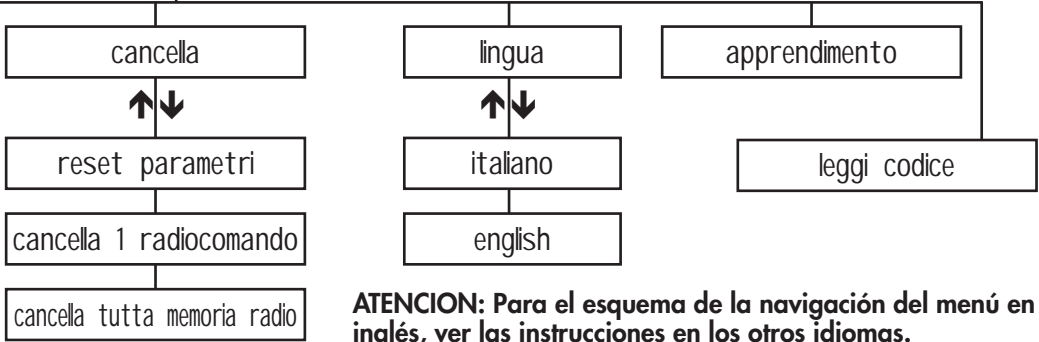 cancella
lingua
apprendimento
reset parametri
italiano
leggi codice
cancella 1 radiocomando
english
cancella tutta memoria radio
ATENCION: Para el esquema de la navigación del menú en
inglés, ver las instrucciones en los otros idiomas.